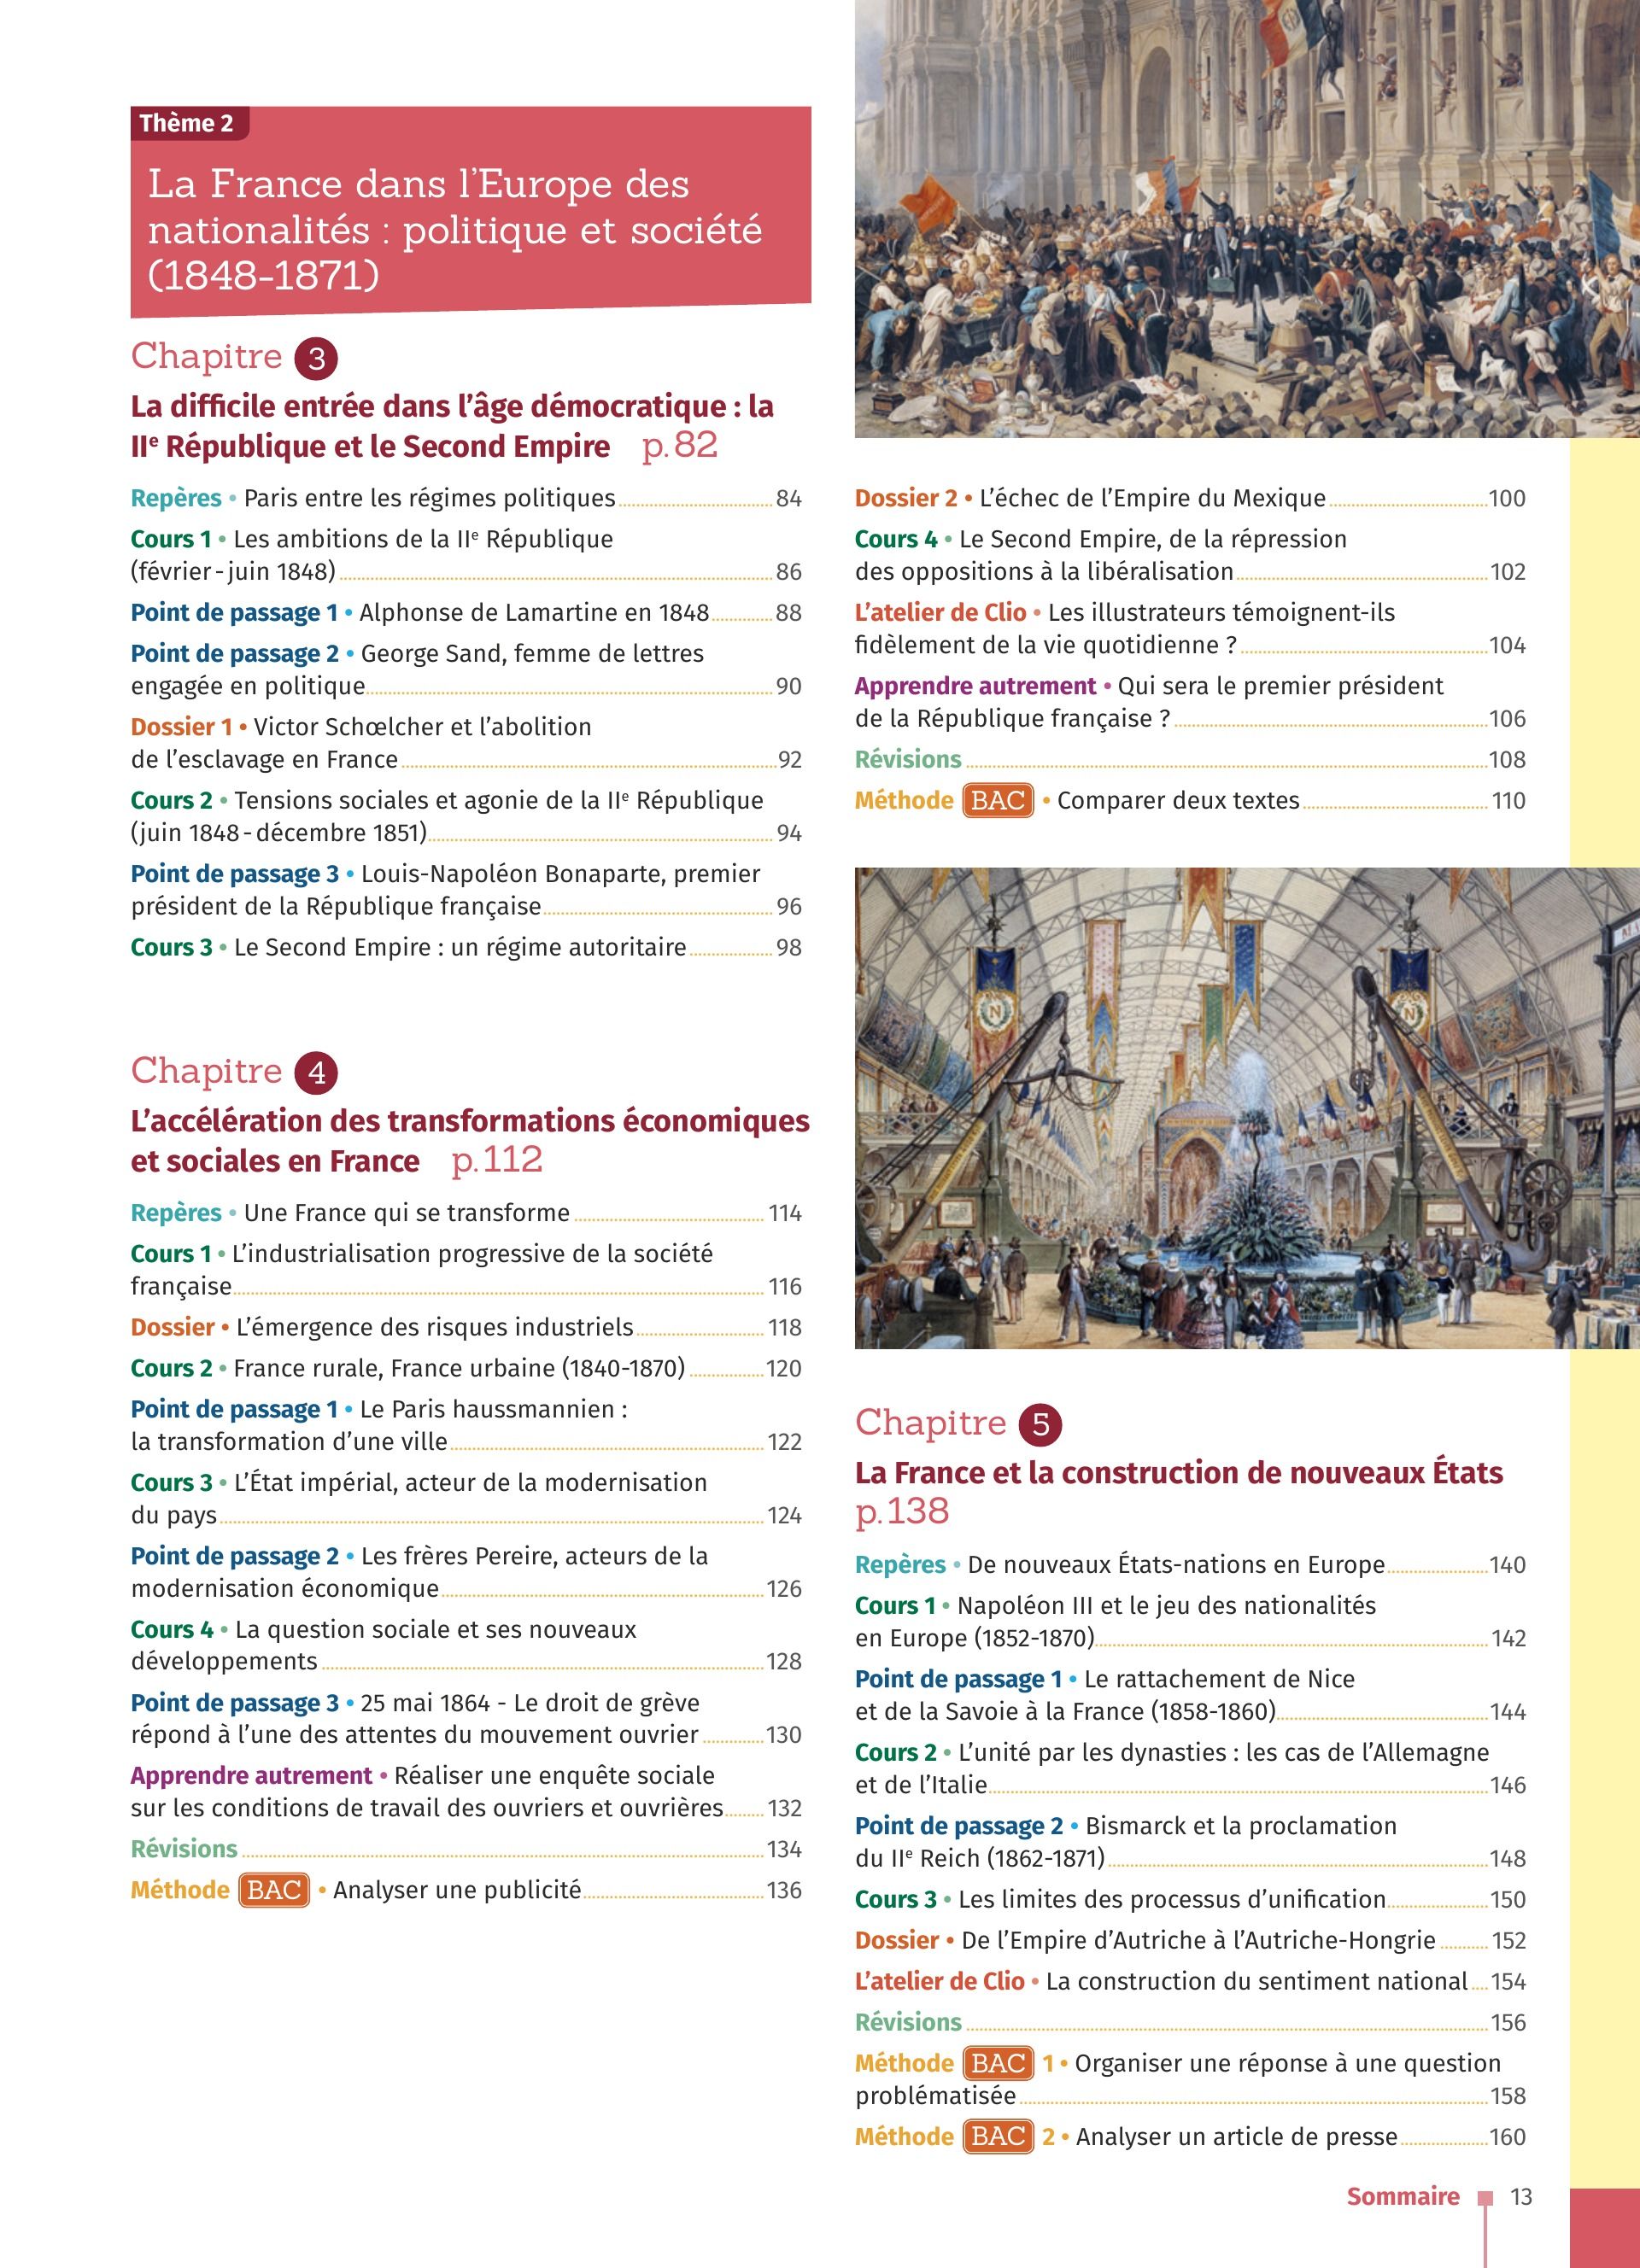 Thème 2
La France dans l’Europe des
nationalités : politique et société
(1848-1871)
Chapitre 3
La difficile entrée dans l’âge démocratique : la
IIe République et le Second Empire p. 82
Repères • Paris entre les régimes politiques 84
Cours 1 • Les ambitions de la IIe République
(février - juin 1848) 86
Point de passage 1 • Alphonse de Lamartine en 1848 88
Point de passage 2 • George Sand, femme de lettres
engagée en politique 90
Dossier 1 • Victor Schœlcher et l’abolition
de l’esclavage en France 92
Cours 2 • Tensions sociales et agonie de la IIe République
(juin 1848 - décembre 1851) 94
Point de passage 3 • Louis-Napoléon Bonaparte, premier
président de la République française 96
Cours 3 • Le Second Empire : un régime autoritaire 98
Dossier 2 • L’échec de l’Empire du Mexique 100
Cours 4 • Le Second Empire, de la répression
des oppositions à la libéralisation 102
L’atelier de Clio • Les illustrateurs témoignent-ils
fidèlement de la vie quotidienne ? 104
Apprendre autrement • Qui sera le premier président
de la République française ? 106
Révisions 108
Méthode BAC • Comparer deux textes 110
Chapitre 4
L’accélération des transformations économiques
et sociales en France p. 112
Repères • Une France qui se transforme 114
Cours 1 • L’industrialisation progressive de la société
française 116
Dossier • L’émergence des risques industriels 118
Cours 2 • France rurale, France urbaine (1840-1870) 120
Point de passage 1 • Le Paris haussmannien :
la transformation d’une ville 122
Cours 3 • L’État impérial, acteur de la modernisation
du pays 124
Point de passage 2 • Les frères Pereire, acteurs de la
modernisation économique 126
Cours 4 • La question sociale et ses nouveaux
développements 128
Point de passage 3 • 25 mai 1864 - Le droit de grève
répond à l’une des attentes du mouvement ouvrier 130
Apprendre autrement • Réaliser une enquête sociale
sur les conditions de travail des ouvriers et ouvrières 132
Révisions 134
Méthode BAC • Analyser une publicité 136
N
N
Chapitre 5
La France et la construction de nouveaux États
p. 138
Repères • De nouveaux États-nations en Europe 140
Cours 1 • Napoléon III et le jeu des nationalités
en Europe (1852-1870) 142
Point de passage 1 • Le rattachement de Nice
et de la Savoie à la France (1858-1860) 144
Cours 2 • L’unité par les dynasties : les cas de l’Allemagne
et de l’Italie 146
Point de passage 2 • Bismarck et la proclamation
du IIe Reich (1862-1871) 148
Cours 3 • Les limites des processus d’unification 150
Dossier • De l’Empire d’Autriche à l’Autriche-Hongrie 152
L’atelier de Clio • La construction du sentiment national 154
Révisions 156
Méthode BAC 1 • Organiser une réponse à une question
problématisée 158
Méthode BAC 2 • Analyser un article de presse 160
Sommaire 13